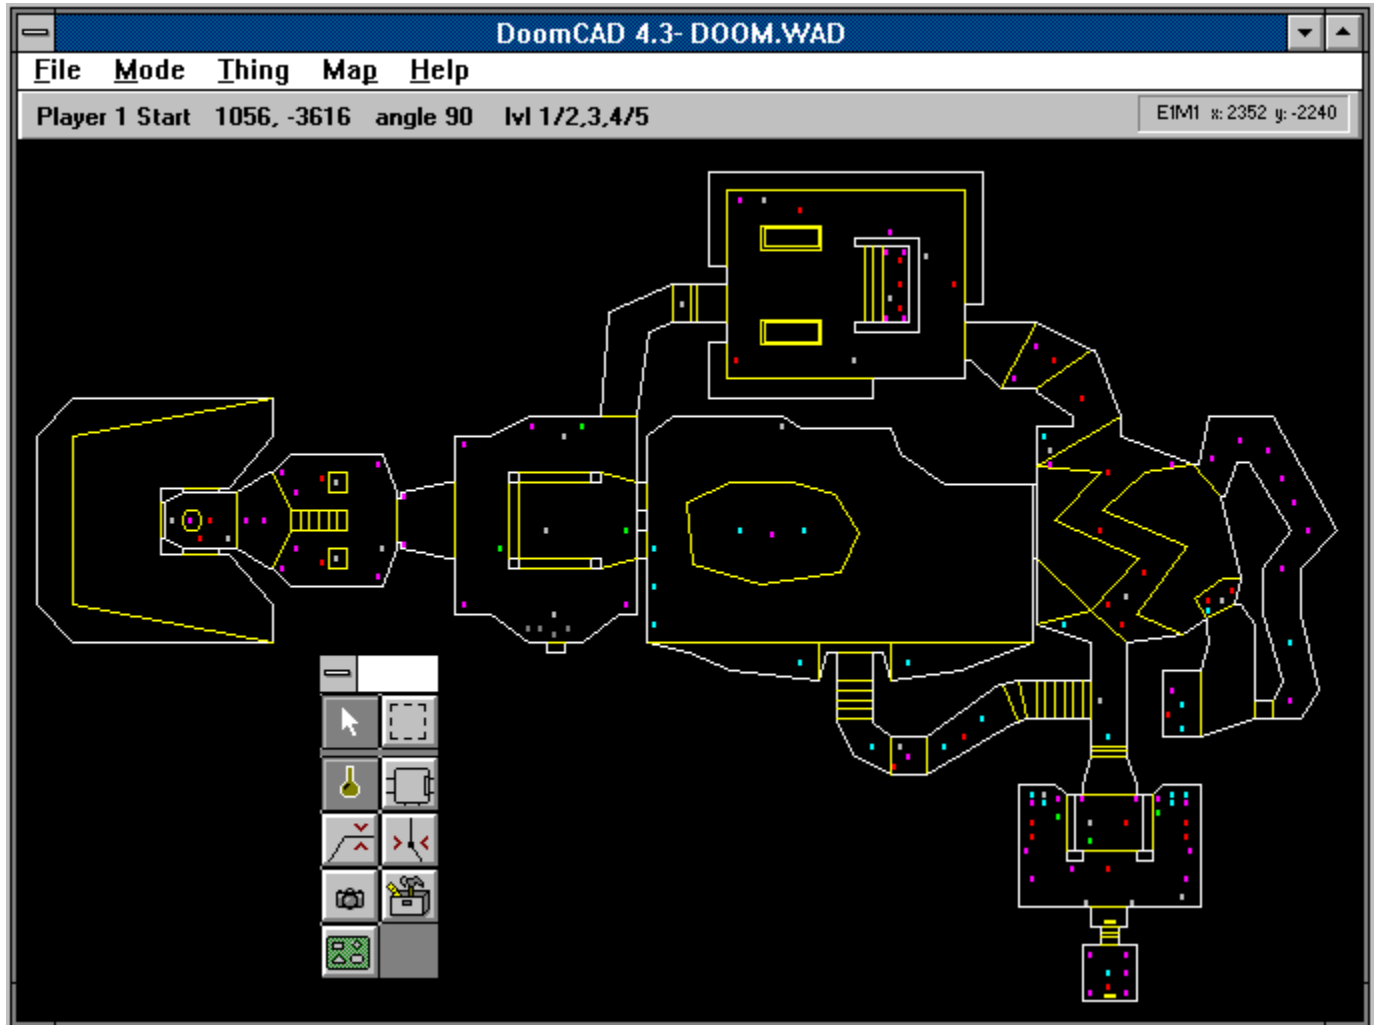 DoomCAD 4.3- DOOM.WAD
File Mode Thing Map Help
Player 1 Start 1056, -3616 angle 90 lvl 1/2,3,4/5 E1M1 x: 2352 y: -2240